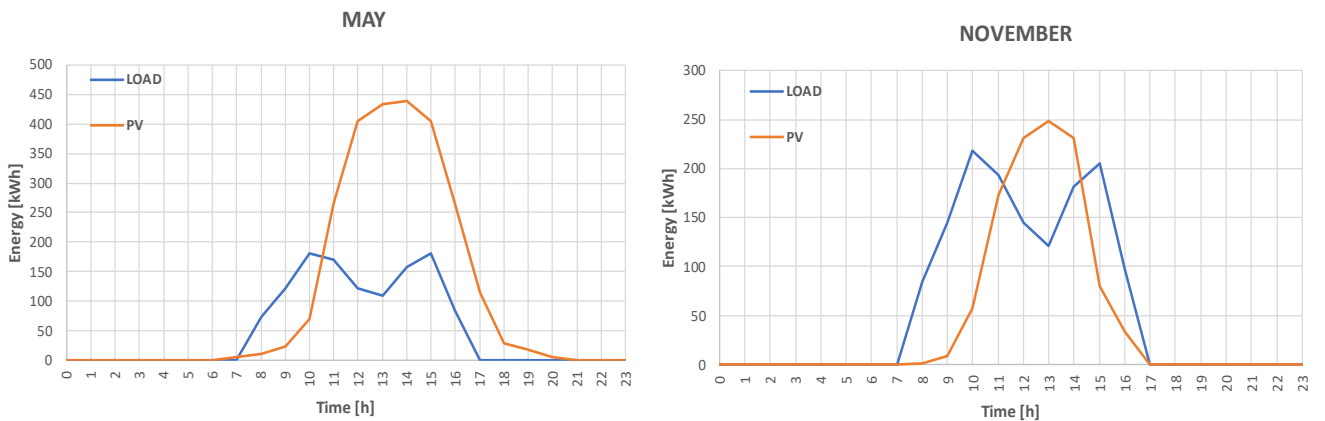 MAY
500
450
400
350
300
250
200
150
100
50
0
Energy [kWh]
LOAD
PV
0 1 2 3 4 5 6 7 8 9 10 11 12 13 14 15 16 17 18 19 20 21 22 23
Time [h]
NOVEMBER
300
250
200
150
100
50
0
Energy [kWh]
LOAD
PV
0 1 2 3 4 5 6 7 8 9 10 11 12 13 14 15 16 17 18 19 20 21 22 23
Time [h]